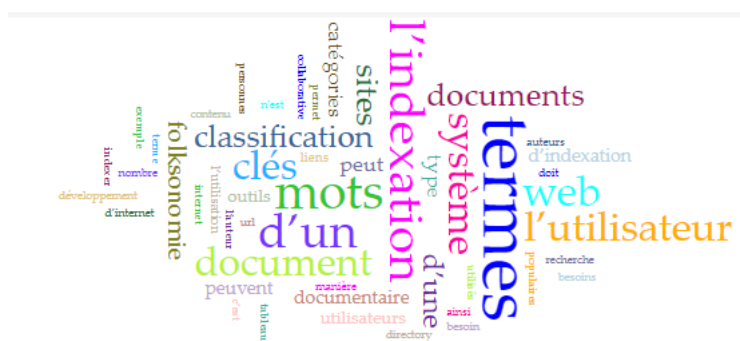 l'indexation
catégories
sites
documents
personnes
collaborative
permet
n'est
contenu
exemple
terme
folksonomie
classification
système
termes
auteurs
d'indexation
indexer
nombre
clés
liens
peut
type
doit
web
développement
d'internet
internet
l'utilisation
outils
mots
l'auteur
url
d'un
l'utilisateur
document
d'une
populaires
recherche
besoins
peuvent
manière
documentaire
utilisés
c'est
tableau
utilisateurs
ainsi
besoin
directory